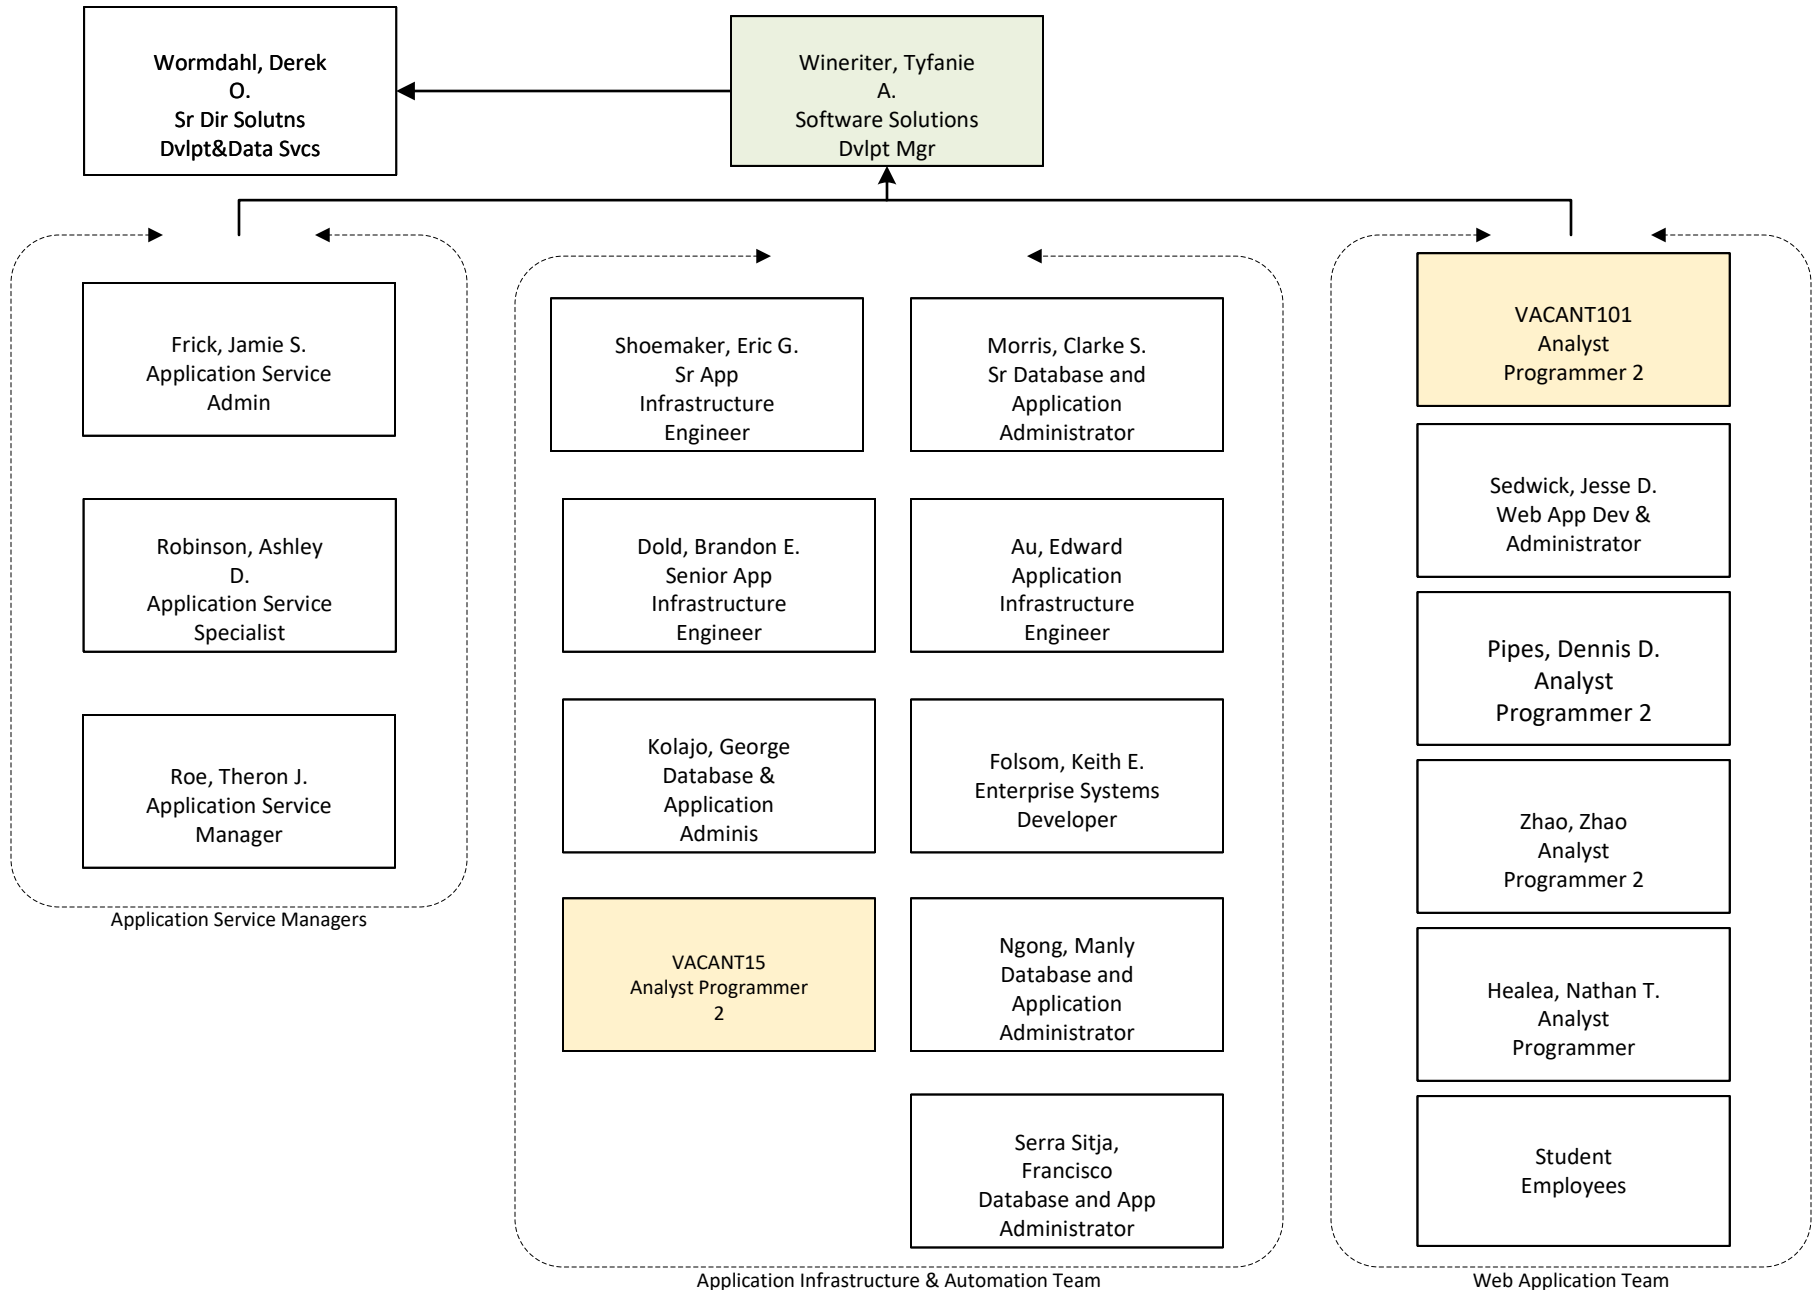 Wormdahl, Derek
O.
Sr Dir Solutns
Dvlpt&Data Svcs
Wineriter, Tyfanie
A.
Software Solutions
Dvlpt Mgr
Frick, Jamie S.
Application Service
Admin
Robinson, Ashley
D.
Application Service
Specialist
Roe, Theron J.
Application Service
Manager
Application Service Managers
Shoemaker, Eric G.
Sr App
Infrastructure
Engineer
Morris, Clarke S.
Sr Database and
Application
Administrator
Dold, Brandon E.
Senior App
Infrastructure
Engineer
Au, Edward
Application
Infrastructure
Engineer
Kolajo, George
Database &
Application
Adminis
Folsom, Keith E.
Enterprise Systems
Developer
VACANT15
Analyst Programmer
2
Ngong, Manly
Database and
Application
Administrator
Serra Sitja,
Francisco
Database and App
Administrator
Application Infrastructure & Automation Team
VACANT101
Analyst
Programmer 2
Sedwick, Jesse D.
Web App Dev &
Administrator
Pipes, Dennis D.
Analyst
Programmer 2
Zhao, Zhao
Analyst
Programmer 2
Healea, Nathan T.
Analyst
Programmer
Student
Employees
Web Application Team